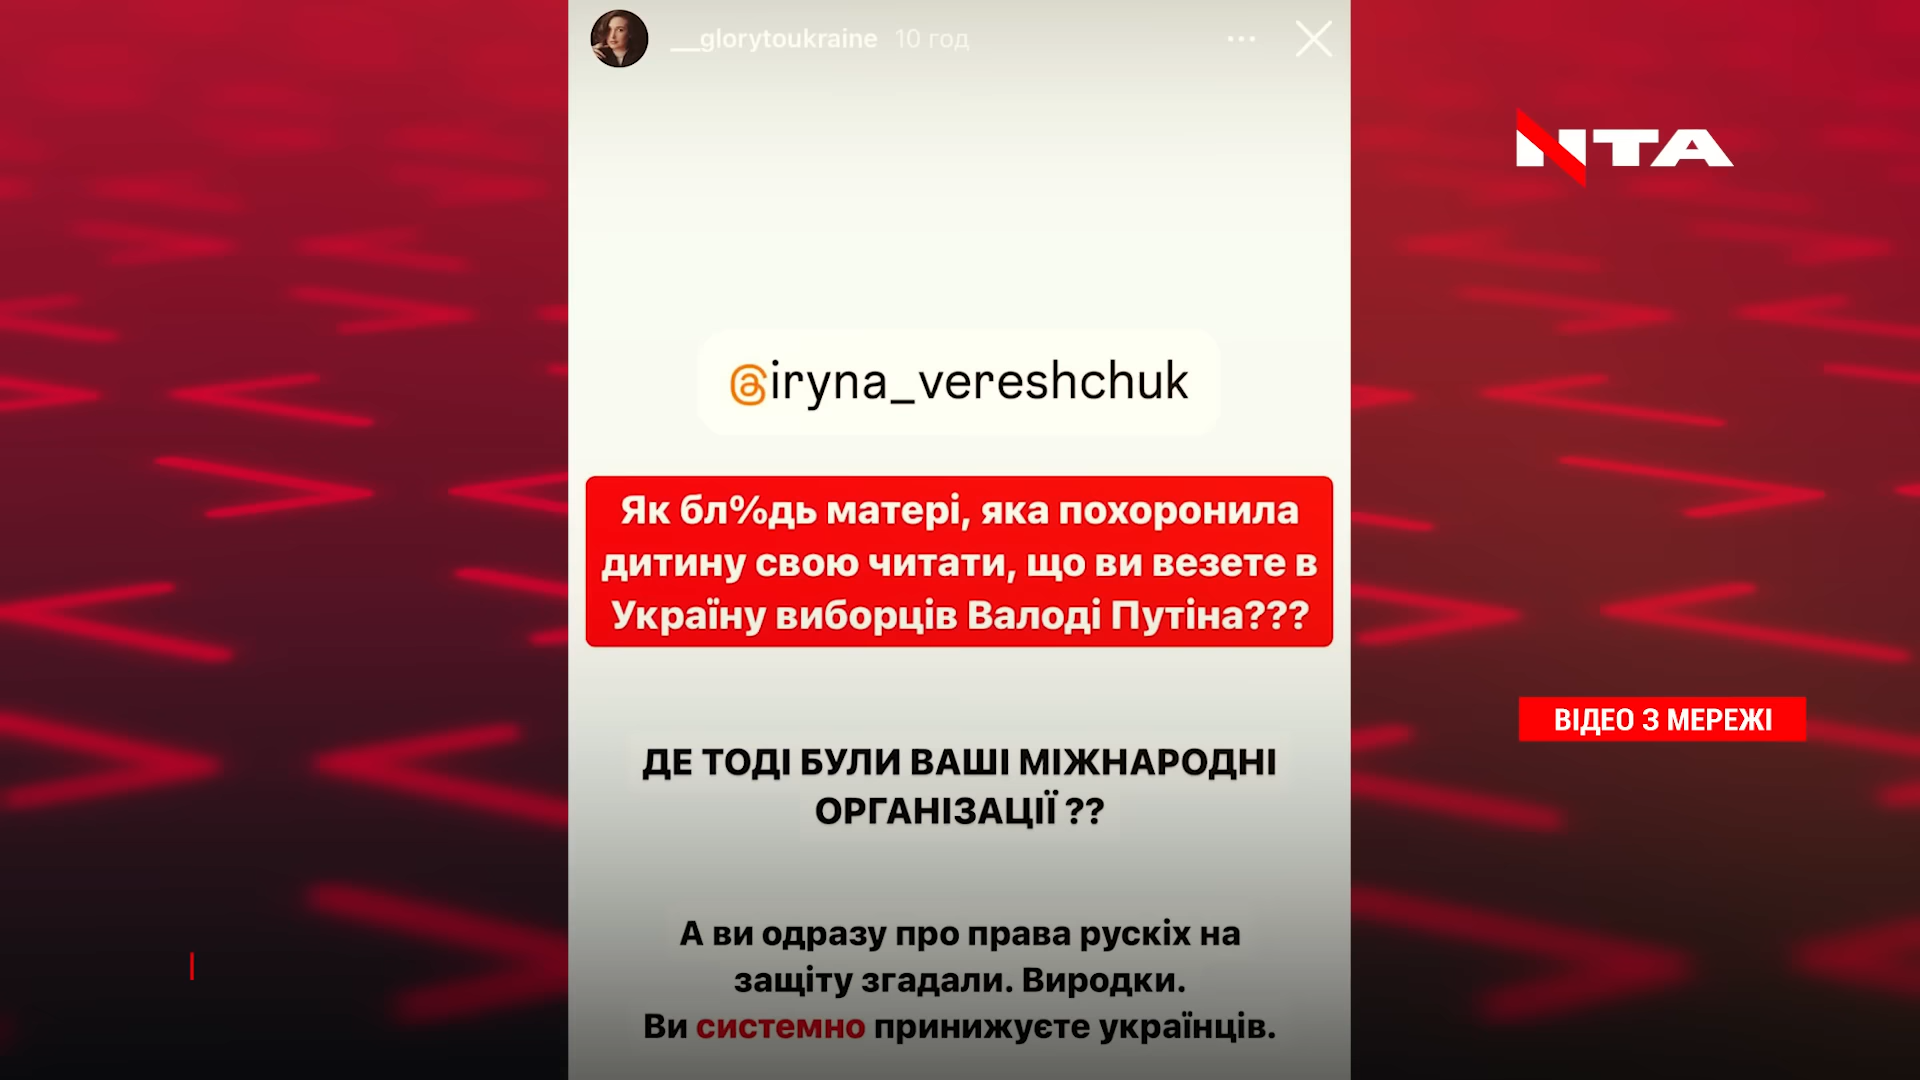 __glorytoukraine 10 год
NTA
@iryna_vereshchuk
Як бл%дь матері, яка похоронила
дитину свою читати, що ви везете в
Україну виборців Валоді Путіна???
ВІДЕО З МЕРЕЖІ
ДЕ ТОДІ БУЛИ ВАШІ МІЖНАРОДНІ
ОРГАНІЗАЦІЇ ??
А ви одразу про права рускіх на
защіту згадали. Виродки.
Ви системно принижуєте українців.